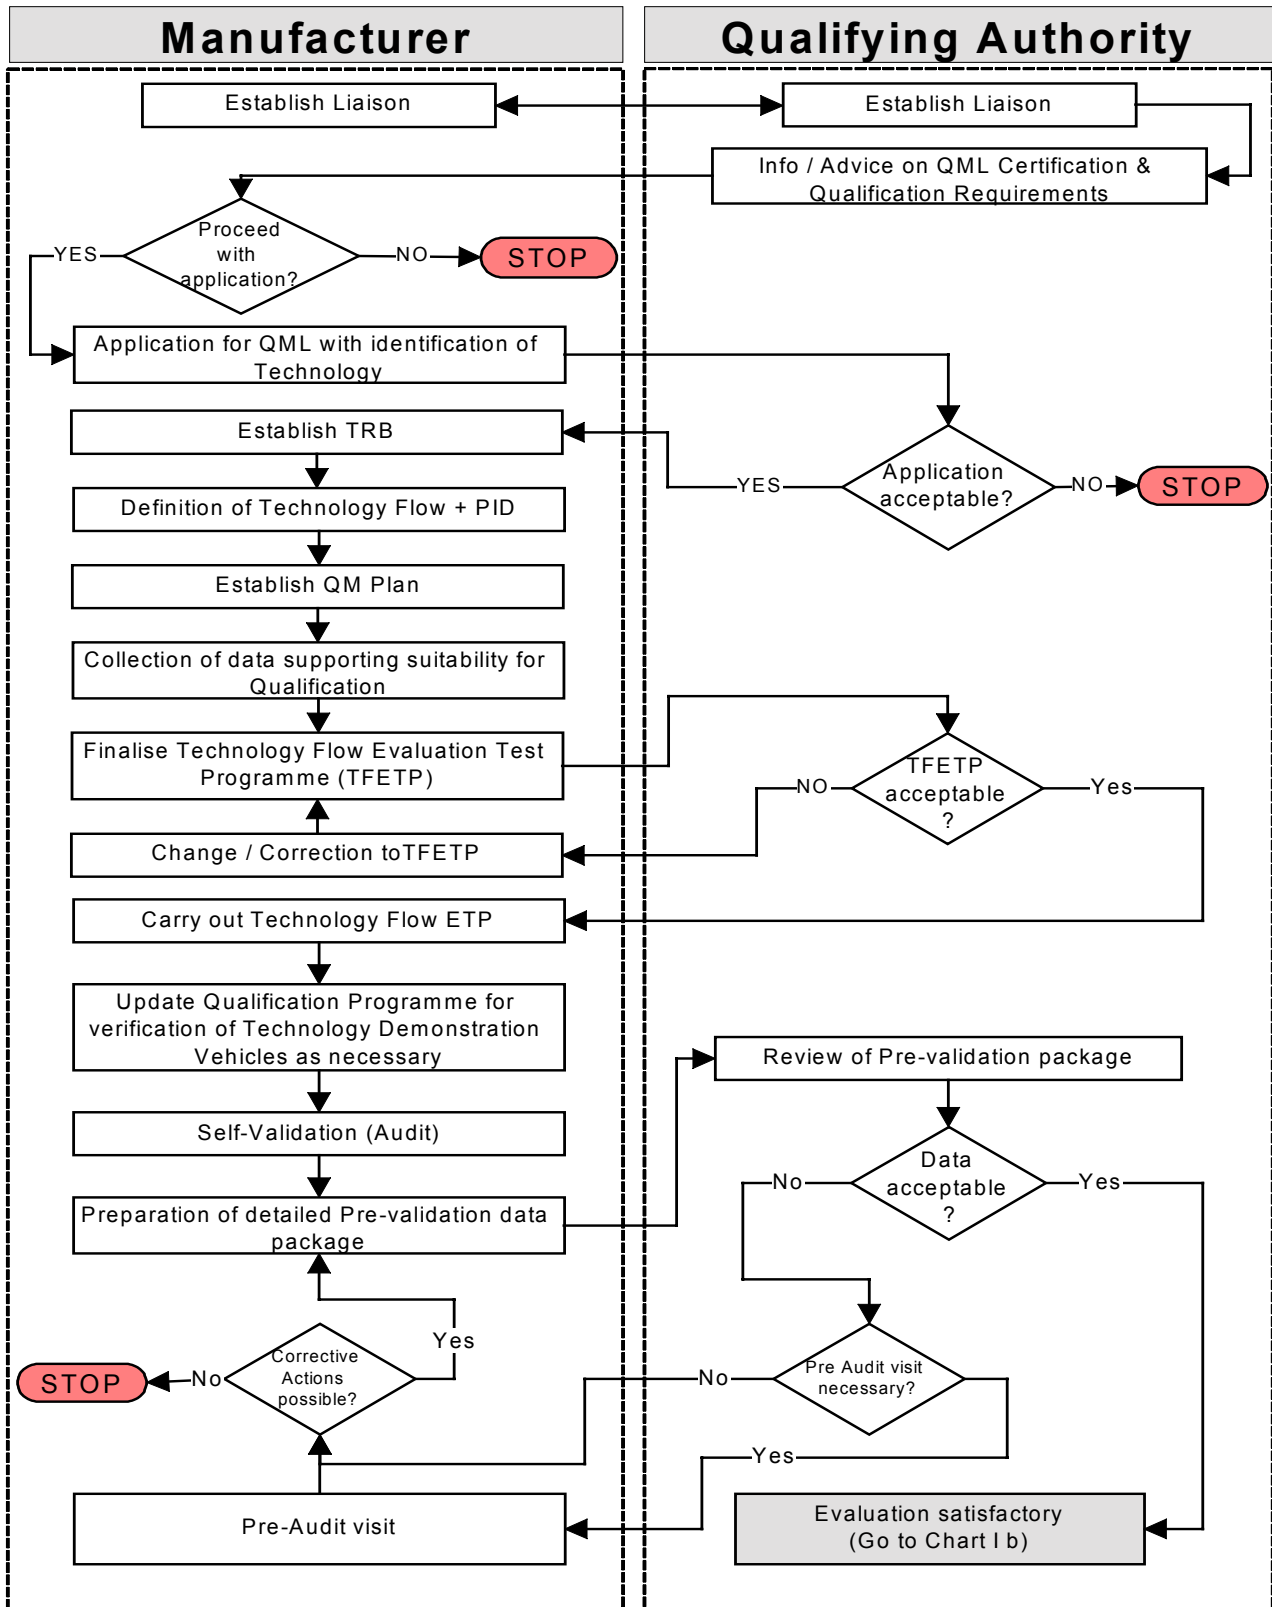 Manufacturer
Qualifying Authority
Establish Liaison
Establish Liaison
Info / Advice on QML Certification &
Qualification Requirements
Proceed
with
application?
YES
NO
STOP
Application for QML with identification of
Technology
Establish TRB
Application
acceptable?
YES
NO
STOP
Definition of Technology Flow + PID
Establish QM Plan
Collection of data supporting suitability for
Qualification
Finalise Technology Flow Evaluation Test
Programme (TFETP)
TFETP
acceptable
?
NO
Yes
Change / Correction toTFETP
Carry out Technology Flow ETP
Update Qualification Programme for
verification of Technology Demonstration
Vehicles as necessary
Review of Pre-validation package
Self-Validation (Audit)
Data
acceptable
?
No
Yes
Preparation of detailed Pre-validation data
package
Corrective
Actions
possible?
Yes
No
STOP
Pre Audit visit
necessary?
No
Yes
Pre-Audit visit
Evaluation satisfactory
(Go to Chart I b)